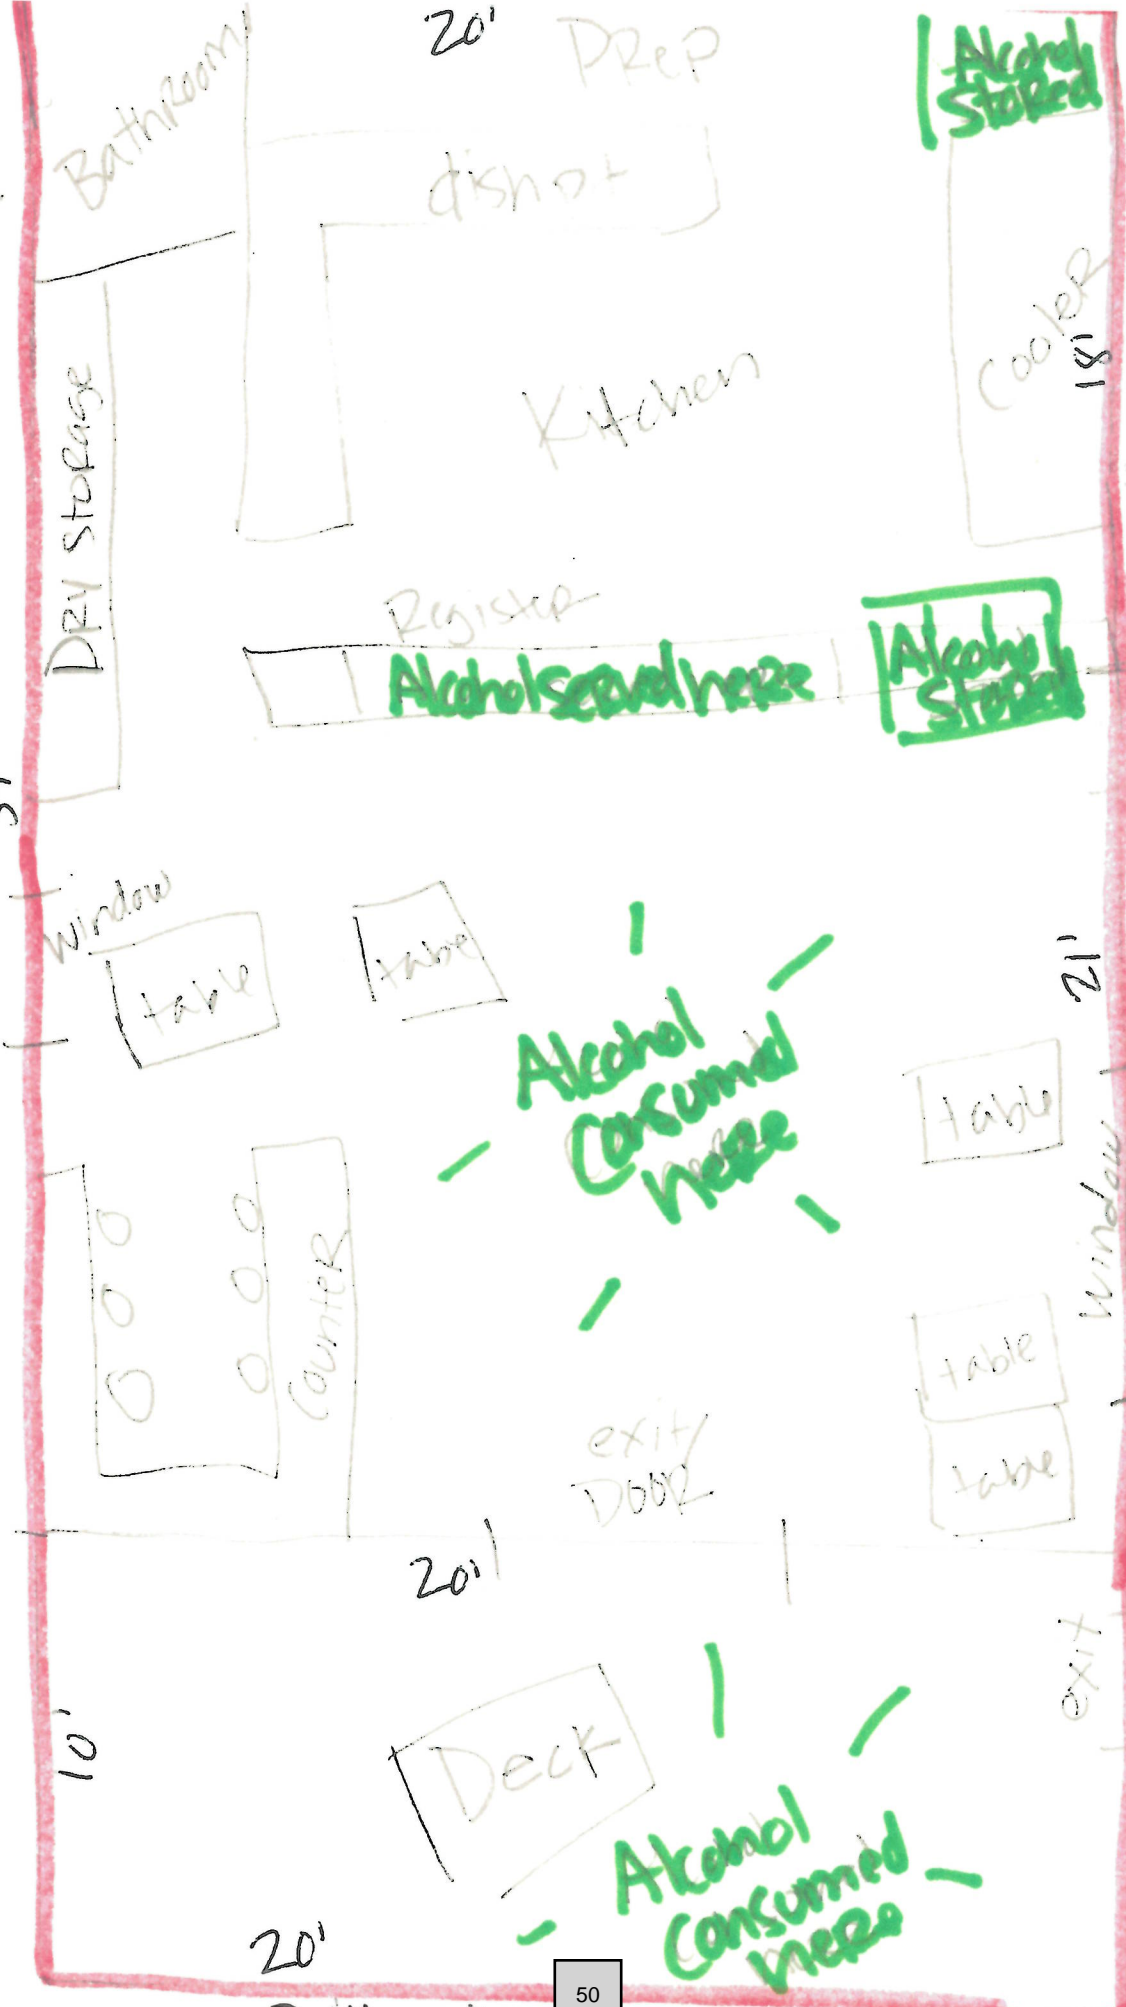 20'
Prep
Alcohol
Stored
Bathroom
dishpit
Cooler
18'
Kitchen
DRY Storage
Register
Alcohol served here
Alcohol
Stored
Window
table
table
21'
Alcohol
Consumed
here
table
Window
Counter
table
exit/
DOOR
table
20'
exit
Deck
10'
Alcohol
Consumed
here
20'
50